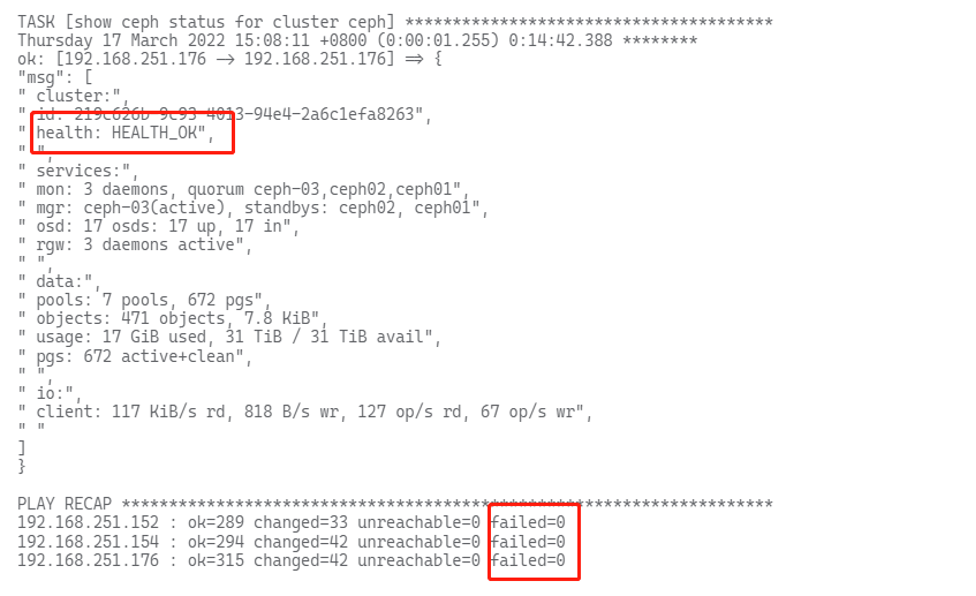 TASK [show ceph status for cluster ceph] ***************************************
Thursday 17 March 2022 15:08:11 +0800 (0:00:01.255) 0:14:42.388 ********
ok: [192.168.251.176 -> 192.168.251.176] => {
"msg": [
" cluster:",
" id: 219c626b-9c93-4013-94e4-2a6c1efa8263",
" health: HEALTH_OK",
" ",
" services:",
" mon: 3 daemons, quorum ceph-03,ceph02,ceph01",
" mgr: ceph-03(active), standbys: ceph02, ceph01",
" osd: 17 osds: 17 up, 17 in",
" rgw: 3 daemons active",
" ",
" data:",
" pools: 7 pools, 672 pgs",
" objects: 471 objects, 7.8 KiB",
" usage: 17 GiB used, 31 TiB / 31 TiB avail",
" pgs: 672 active+clean",
" ",
" io:",
" client: 117 KiB/s rd, 818 B/s wr, 127 op/s rd, 67 op/s wr",
" "
]
}
PLAY RECAP *********************************************************************
192.168.251.152 : ok=289 changed=33 unreachable=0 failed=0
192.168.251.154 : ok=294 changed=42 unreachable=0 failed=0
192.168.251.176 : ok=315 changed=42 unreachable=0 failed=0